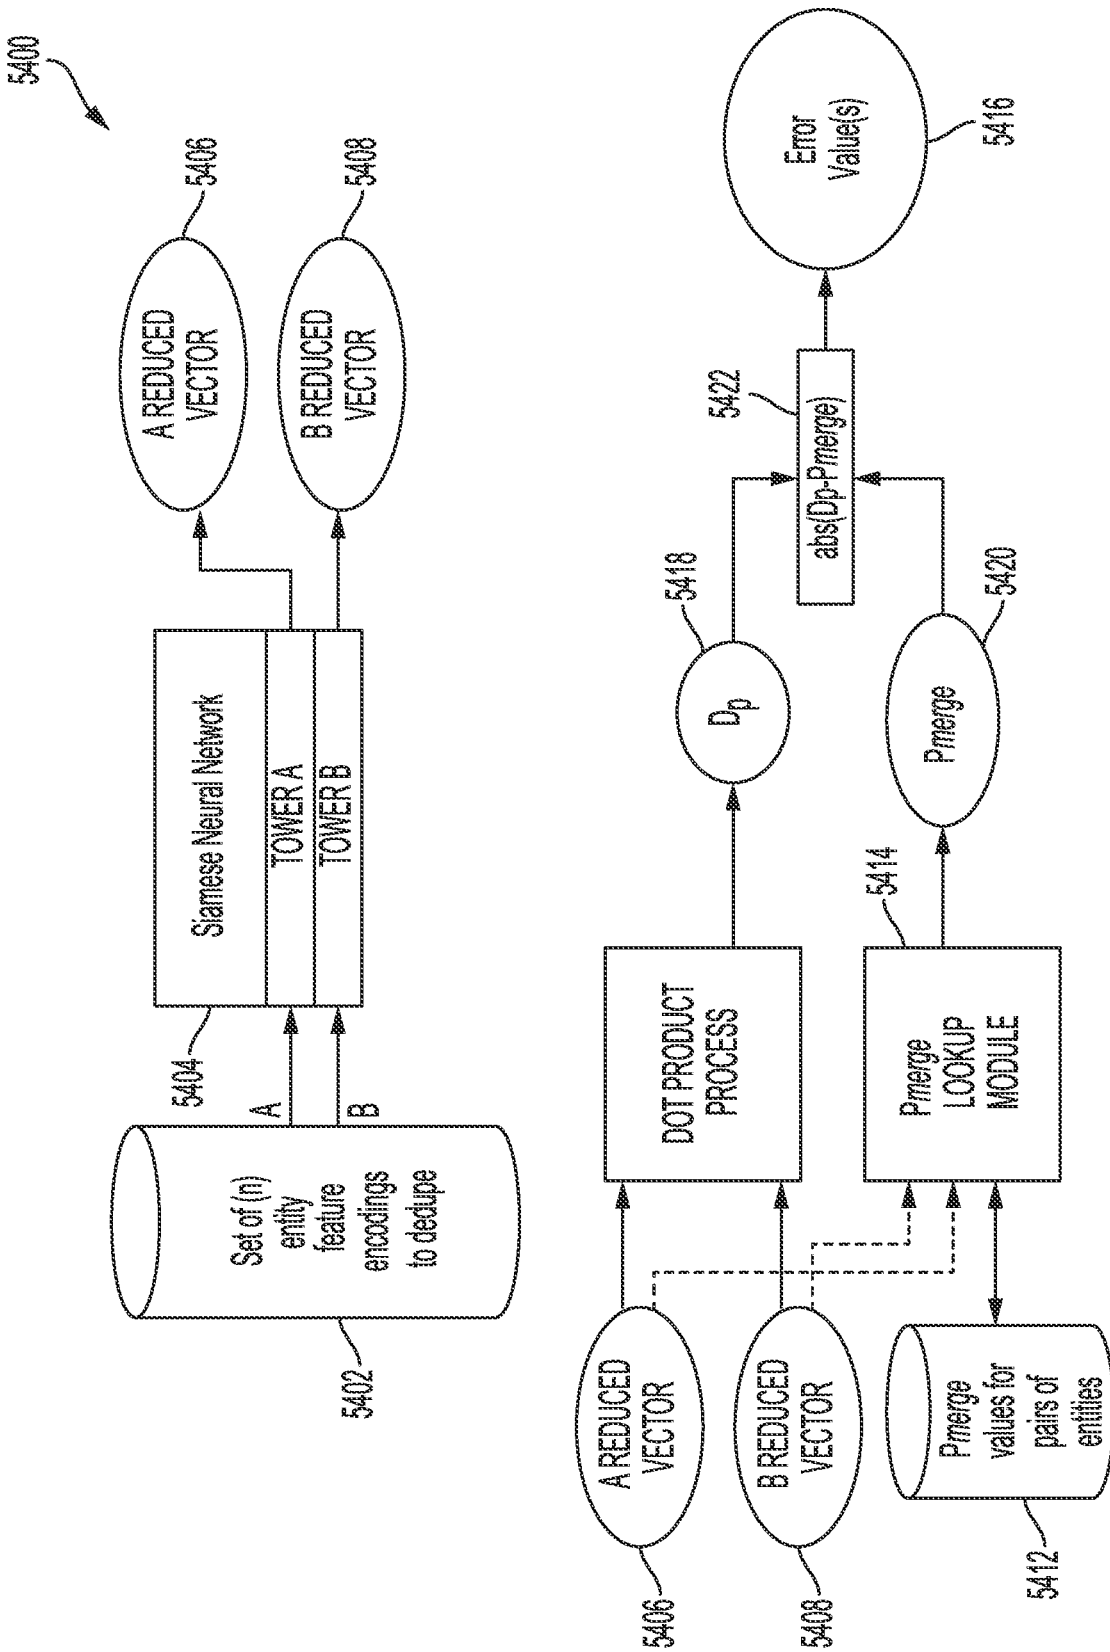 5400
5402
Set of (n)
entity
feature
encodings
to dedupe
A
B
5404
Siamese Neural Network
TOWER A
TOWER B
A REDUCED
VECTOR
5406
B REDUCED
VECTOR
5408
5406
A REDUCED
VECTOR
5408
B REDUCED
VECTOR
5412
Pmerge
values for
pairs of
entities
DOT PRODUCT
PROCESS
5414
Pmerge
LOOKUP
MODULE
5418
Dp
5420
Pmerge
5422
abs(Dp-Pmerge)
Error
Value(s)
5416